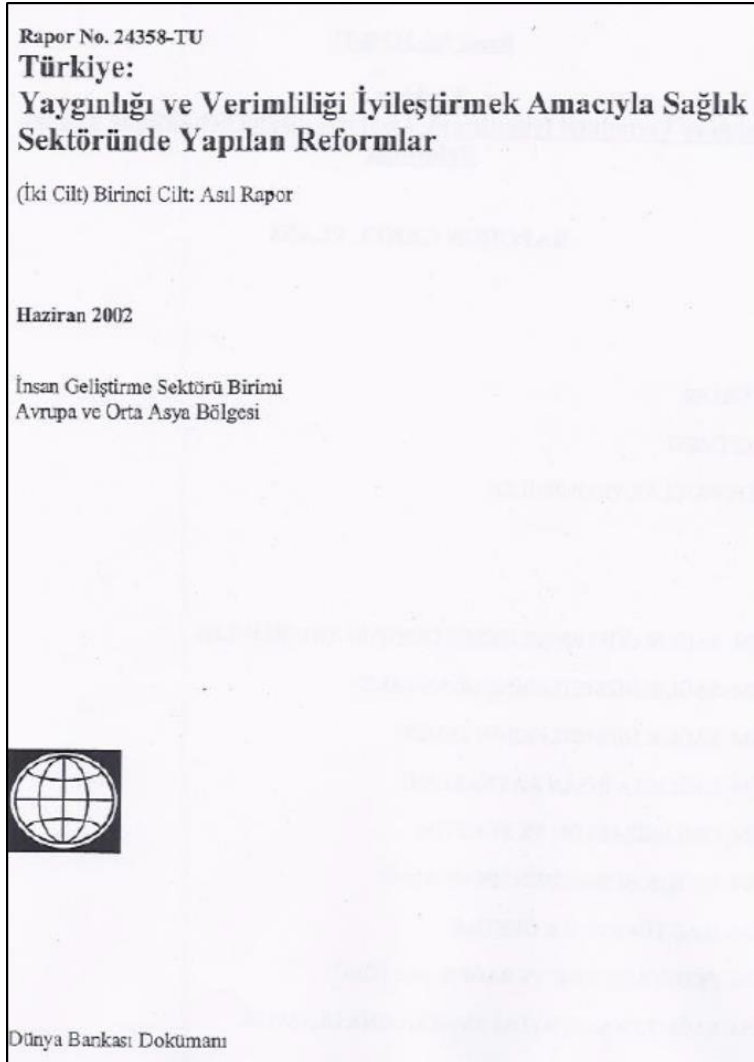 Rapor No. 24358-TU
Türkiye:
Yaygınlığı ve Verimliliği İyileştirmek Amacıyla Sağlık
Sektöründe Yapılan Reformlar
(İki Cilt) Birinci Cilt: Asıl Rapor
Haziran 2002
İnsan Geliştirme Sektörü Birimi
Avrupa ve Orta Asya Bölgesi
Dünya Bankası Dokümanı